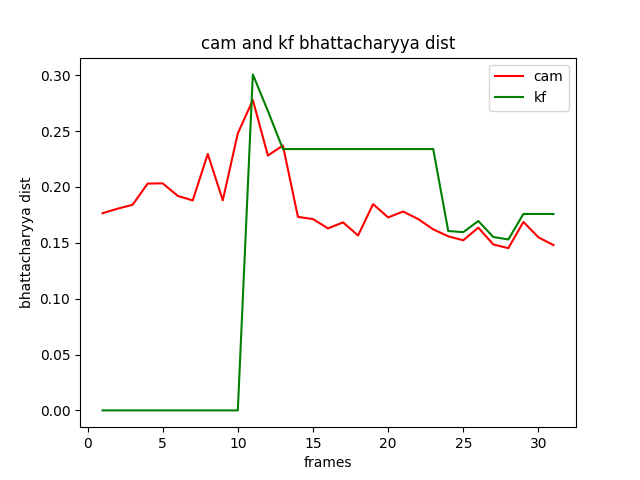 cam and kf bhattacharyya dist
cam
kf
bhattacharyya dist
0.30
0.25
0.20
0.15
0.10
0.05
0.00
0 5 10 15 20 25 30
frames